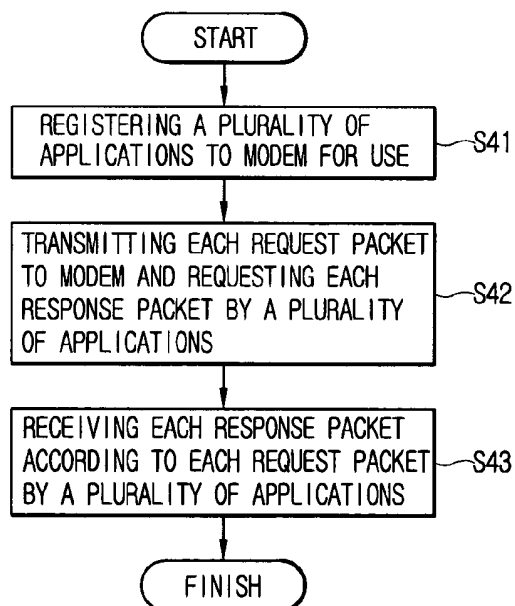 START
REGISTERING A PLURALITY OF
APPLICATIONS TO MODEM FOR USE
S41
TRANSMITTING EACH REQUEST PACKET
TO MODEM AND REQUESTING EACH
RESPONSE PACKET BY A PLURALITY
OF APPLICATIONS
S42
RECEIVING EACH RESPONSE PACKET
ACCORDING TO EACH REQUEST PACKET
BY A PLURALITY OF APPLICATIONS
S43
FINISH